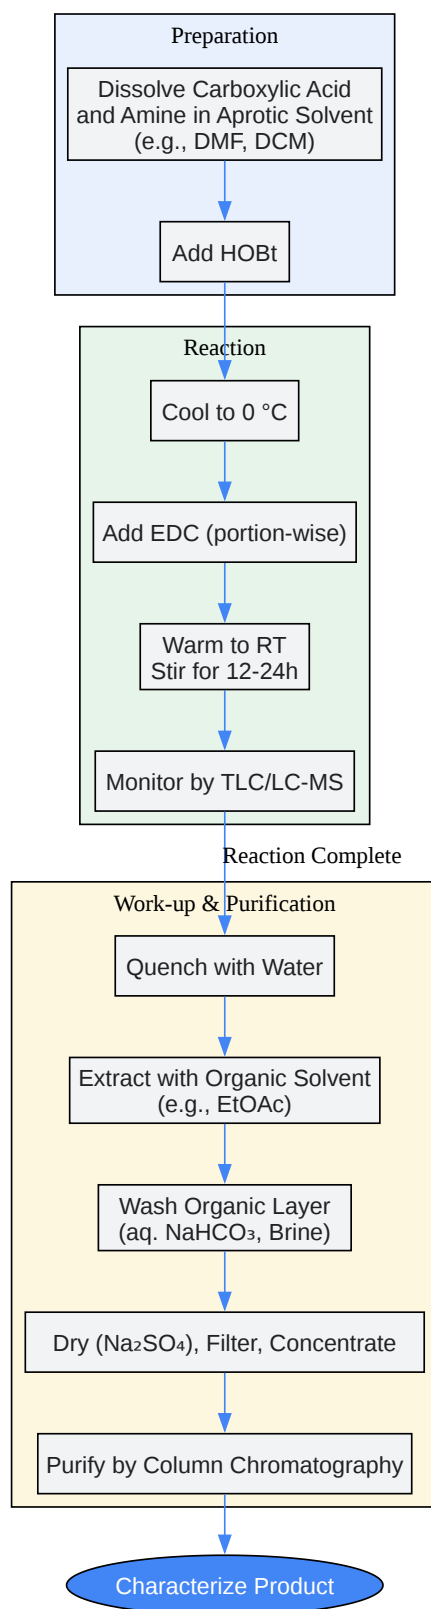 Preparation
Dissolve Carboxylic Acid
and Amine in Aprotic Solvent
(e.g., DMF, DCM)
Add HOBt
Reaction
Cool to 0 °C
Add EDC (portion-wise)
Warm to RT
Stir for 12-24h
Monitor by TLC/LC-MS
Reaction Complete
Work-up & Purification
Quench with Water
Extract with Organic Solvent
(e.g., EtOAc)
Wash Organic Layer
(aq. NaHCO₃, Brine)
Dry (Na₂SO₄), Filter, Concentrate
Purify by Column Chromatography
Characterize Product